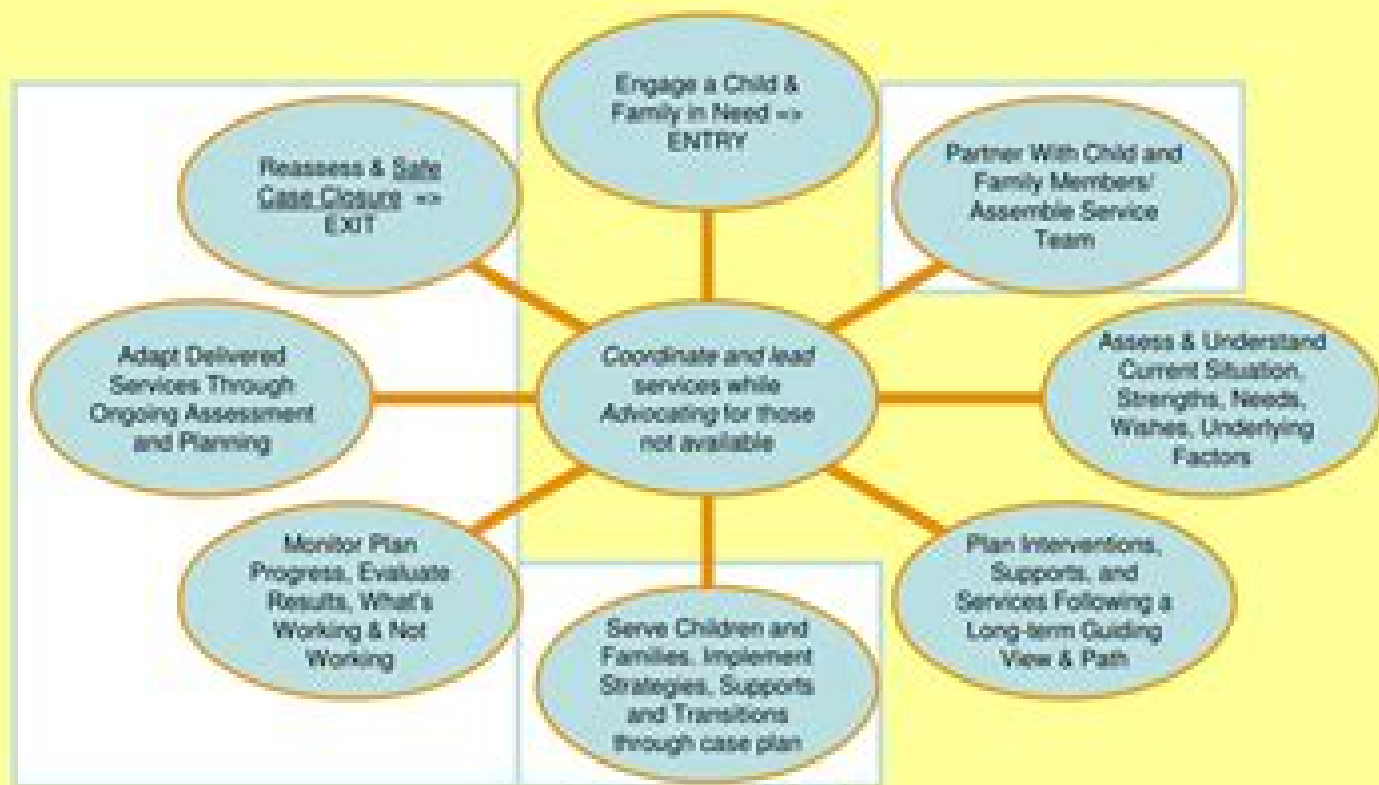 Engage a Child &
Family in Need =>
ENTRY
Partner With Child and
Family Members/
Assemble Service
Team
Assess & Understand
Current Situation,
Strengths, Needs,
Wishes, Underlying
Factors
Plan Interventions,
Supports, and
Services Following a
Long-term Guiding
View & Path
Serve Children and
Families, Implement
Strategies, Supports
and Transitions
through case plan
Monitor Plan
Progress, Evaluate
Results, What's
Working & Not
Working
Adapt Delivered
Services Through
Ongoing Assessment
and Planning
Reassess & Safe
Case Closure =>
EXIT
Coordinate and lead
services while
Advocating for those
not available